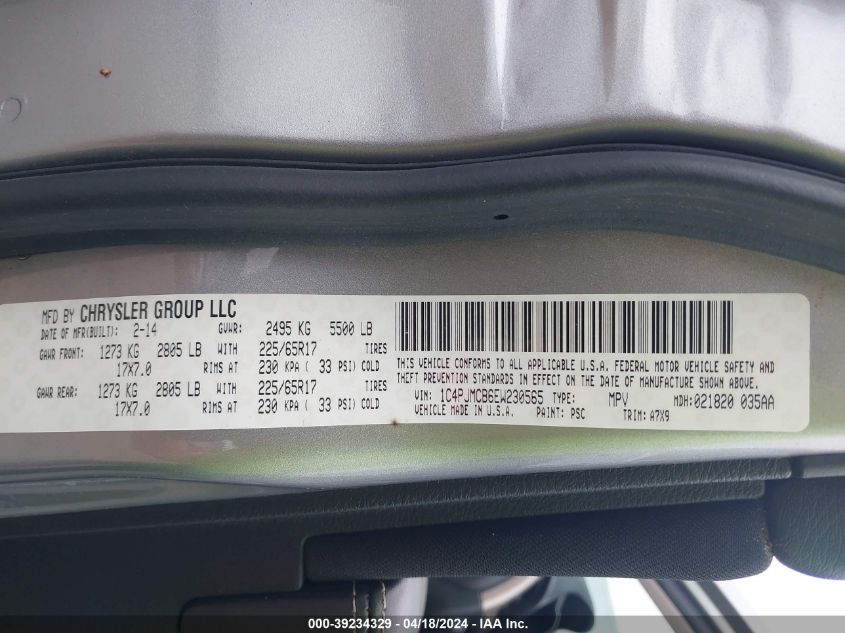 MFD BY CHRYSLER GROUP LLC
DATE OF MFR(BUILT): 2-14 GVWR: 2495 KG 5500 LB
GAWR FRONT: 1273 KG 2805 LB WITH 225/65R17 TIRES
17X7.0 RIMS AT 230 KPA ( 33 PSI) COLD
GAWR REAR: 1273 KG 2805 LB WITH 225/65R17 TIRES
17X7.0 RIMS AT 230 KPA ( 33 PSI) COLD
THIS VEHICLE CONFORMS TO ALL APPLICABLE U.S.A. FEDERAL MOTOR VEHICLE SAFETY AND
THEFT PREVENTION STANDARDS IN EFFECT ON THE DATE OF MANUFACTURE SHOWN ABOVE.
VIN: 1C4PJMCB6EW230565 TYPE: MPV MDH: 021820 035AA
VEHICLE MADE IN U.S.A. PAINT: PSC TRIM: A7X9
000-39234329 - 04/18/2024 - IAA Inc.